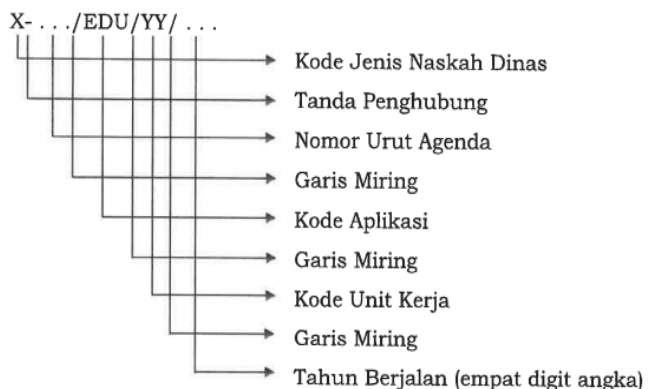 X- . . ./EDU/YY/ . . .
Kode Jenis Naskah Dinas
Tanda Penghubung
Nomor Urut Agenda
Garis Miring
Kode Aplikasi
Garis Miring
Kode Unit Kerja
Garis Miring
Tahun Berjalan (empat digit angka)